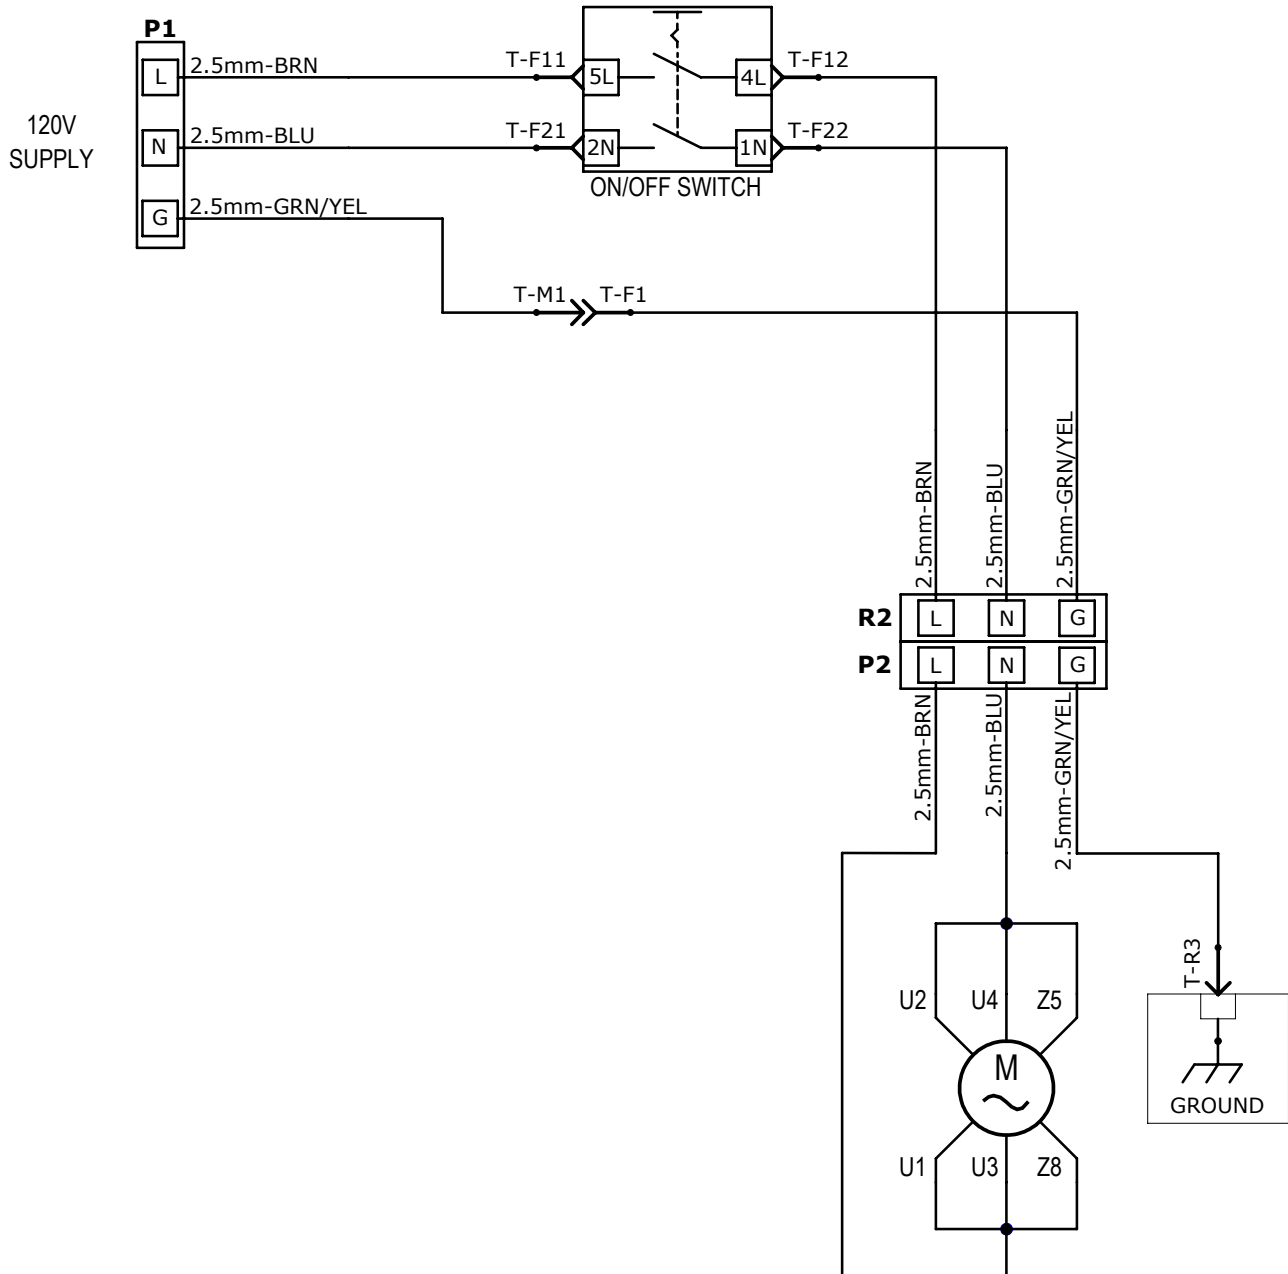 P1
L
2.5mm-BRN
T-F11
5L
4L
T-F12
120V
SUPPLY
N
2.5mm-BLU
T-F21
2N
1N
T-F22
ON/OFF SWITCH
G
2.5mm-GRN/YEL
T-M1
T-F1
2.5mm-BRN
2.5mm-BLU
2.5mm-GRN/YEL
R2
L
N
G
P2
L
N
G
2.5mm-BRN
2.5mm-BLU
2.5mm-GRN/YEL
T-R3
U2
U4
Z5
M
GROUND
U1
U3
Z8